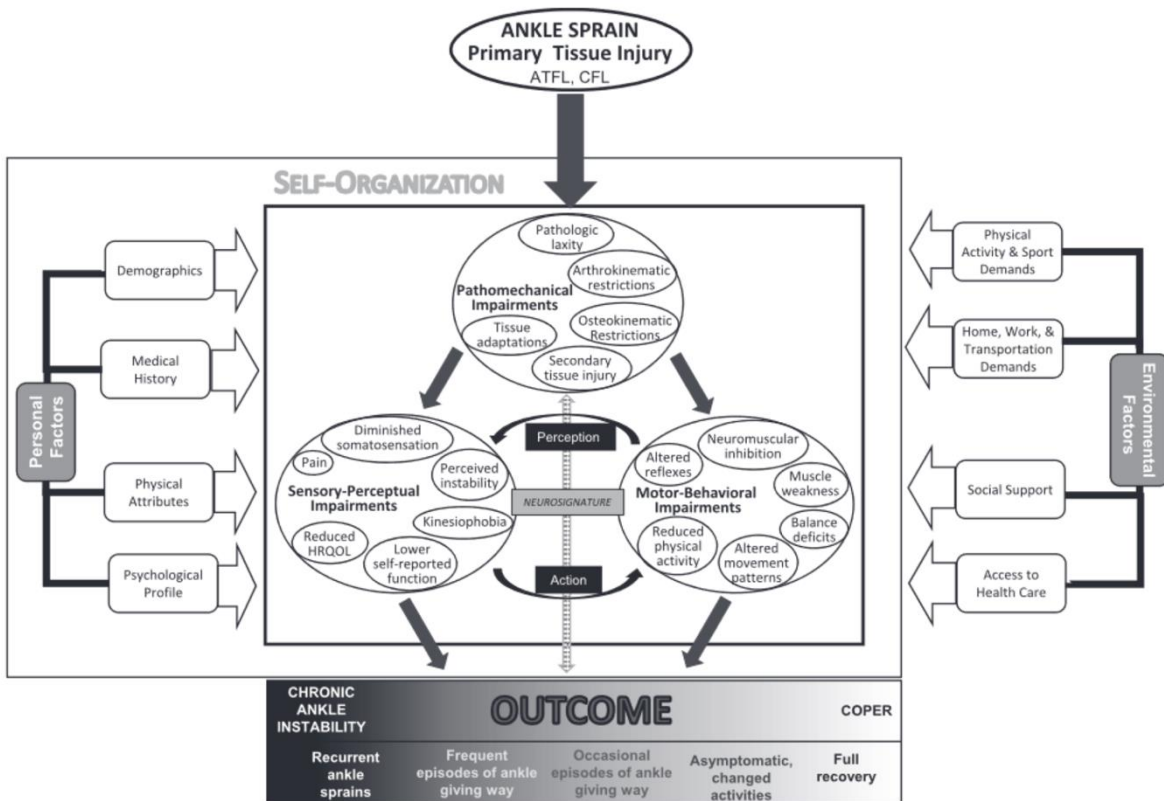 ANKLE SPRAIN
Primary Tissue Injury
ATFL, CFL
SELF-ORGANIZATION
Pathologic
laxity
Arthrokinematic
restrictions
Pathomechanical
Impairments
Osteokinematic
Restrictions
Tissue
adaptations
Secondary
tissue injury
Personal
Factors
Demographics
Medical
History
Physical
Attributes
Psychological
Profile
Perception
Diminished
somatosensation
Pain
Perceived
instability
Sensory-Perceptual
Impairments
Kinesiophobia
Reduced
HRQOL
Lower
self-reported
function
NEUROSIGNATURE
Action
Neuromuscular
inhibition
Altered
reflexes
Muscle
weakness
Motor-Behavioral
Impairments
Balance
deficits
Reduced
physical
activity
Altered
movement
patterns
Physical
Activity & Sport
Demands
Home, Work, &
Transportation
Demands
Social Support
Access to
Health Care
Environmental
Factors
CHRONIC
ANKLE
INSTABILITY
OUTCOME
COPER
Recurrent
ankle
sprains
Frequent
episodes of ankle
giving way
Occasional
episodes of ankle
giving way
Asymptomatic,
changed
activities
Full
recovery